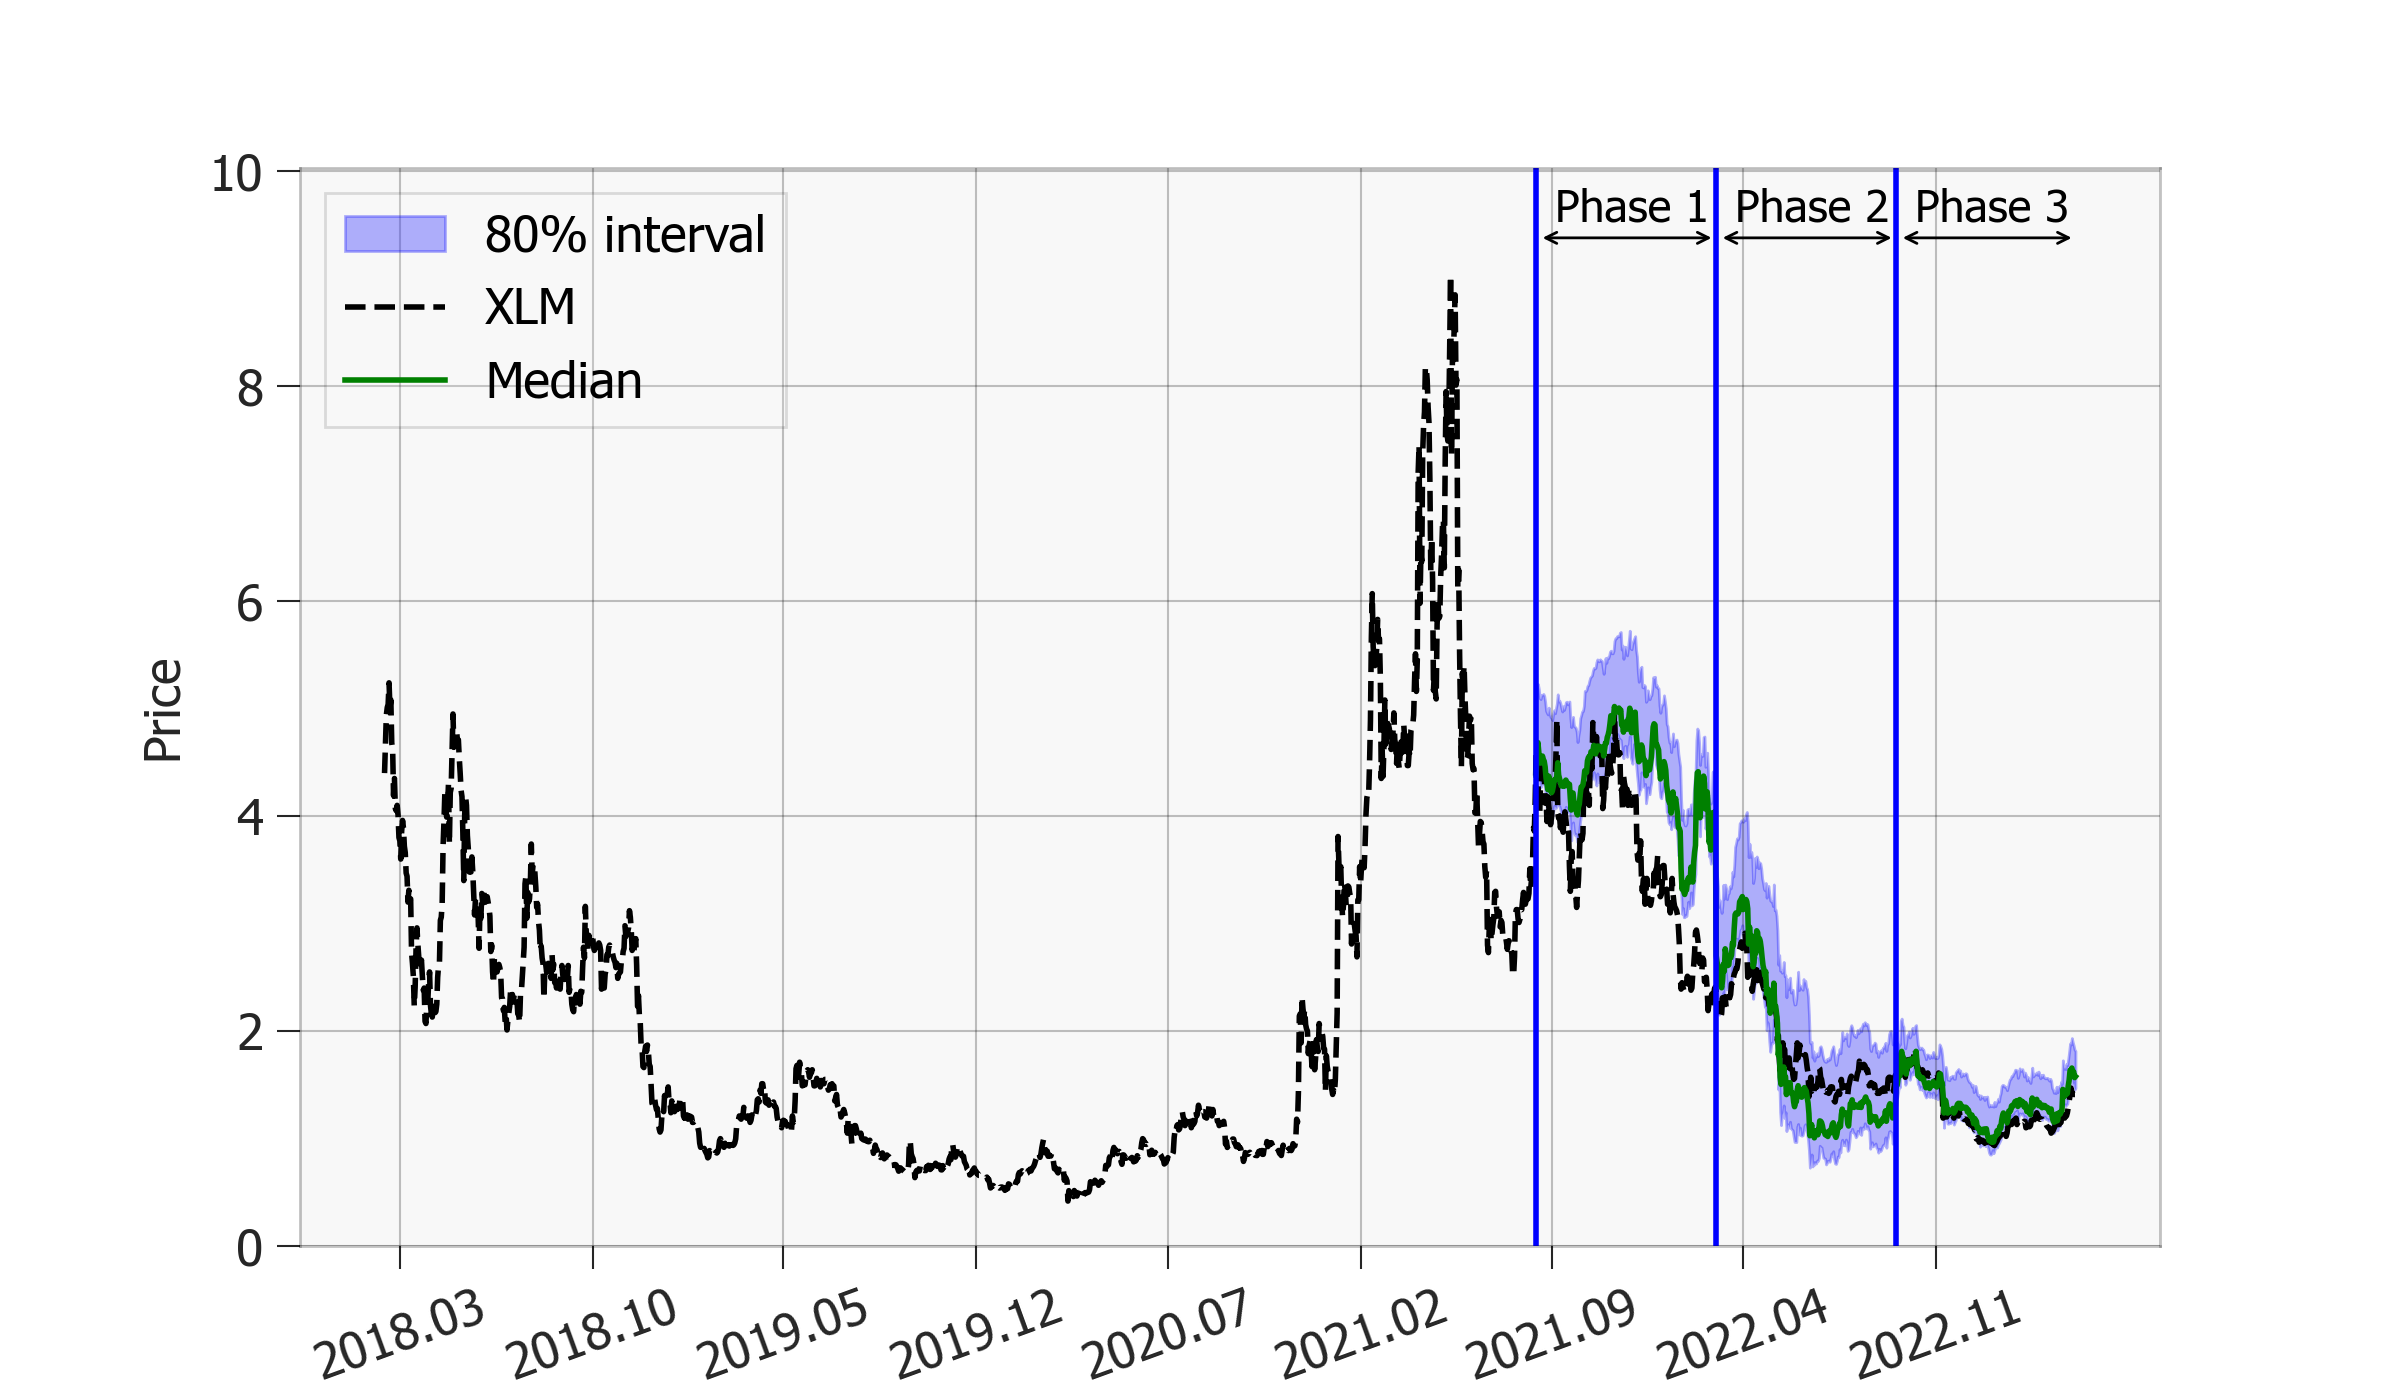 10
8
6
4
2
0
Price
80% interval
XLM
Median
Phase 1
Phase 2
Phase 3
2018.03
2018.10
2019.05
2019.12
2020.07
2021.02
2021.09
2022.04
2022.11